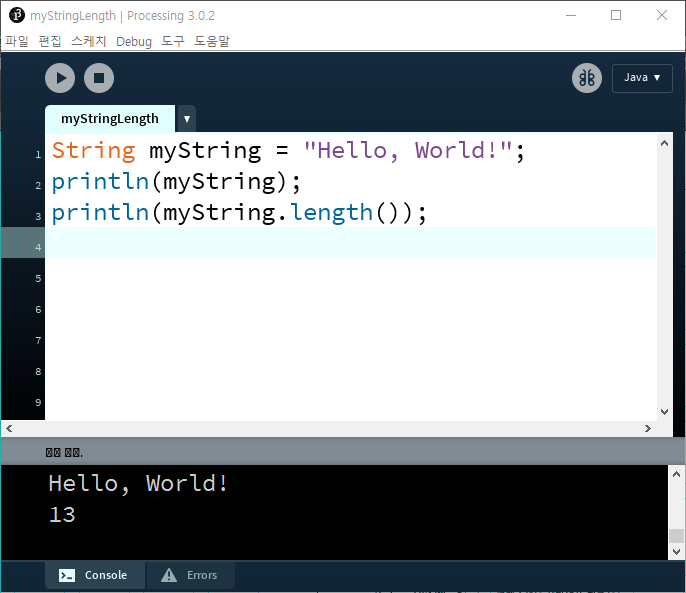 myStringLength | Processing 3.0.2
파일 편집 스케치 Debug 도구 도움말
Java ▼
myStringLength ▼
1 String myString = "Hello, World!";
2 println(myString);
3 println(myString.length());
4
5
6
7
8
9
Hello, World!
13
Console Errors